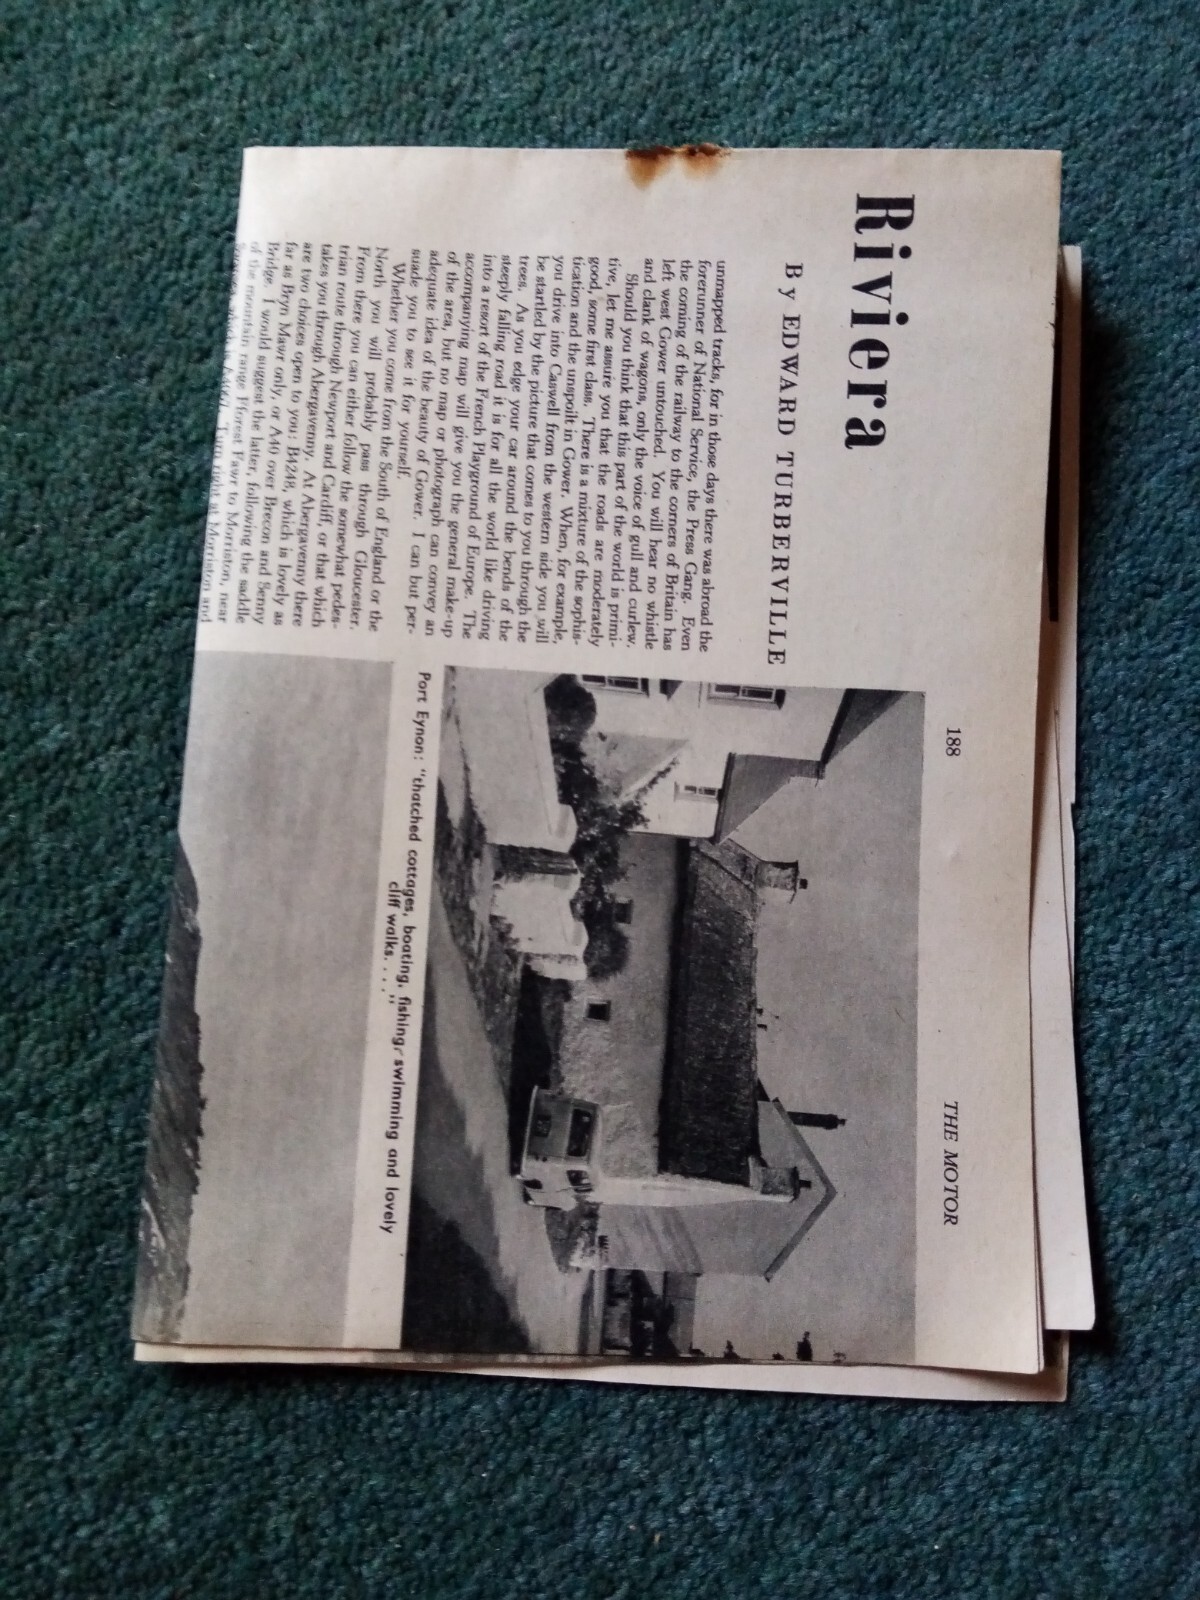 188
THE MOTOR
Riviera
By EDWARD TURBERVILLE
unmapped tracks, for in those days there was abroad the
forerunner of National Service, the Press Gang. Even
the coming of the railway to the corners of Britain has
left west Gower untouched. You will hear no whistle
and clank of wagons, only the voice of gull and curlew.
Should you think that this part of the world is primi-
tive, let me assure you that the roads are moderately
good, some first class. There is a mixture of the sophis-
tication and the unspoilt in Gower. When, for example,
you drive into Caswell from the western side you will
be startled by the picture that comes to you through the
trees. As you edge your car around the bends of the
steeply falling road it is for all the world like driving
into a resort of the French Playground of Europe. The
accompanying map will give you the general make-up
of the area, but no map or photograph can convey an
adequate idea of the beauty of Gower. I can but per-
suade you to see it for yourself.
Whether you come from the South of England or the
North you will probably pass through Gloucester.
From there you can either follow the somewhat pedes-
trian route through Newport and Cardiff, or that which
takes you through Abergavenny. At Abergavenny there
are two choices open to you: B4248, which is lovely as
far as Bryn Mawr only, or A40 over Brecon and Senny
Bridge. I would suggest the latter, following the saddle
of the mountain range Fforest Fawr to Morriston, near
Turn right at Morriston and
Port Eynon: "thatched cottages, boating, fishing, swimming and lovely
cliff walks. . . ."